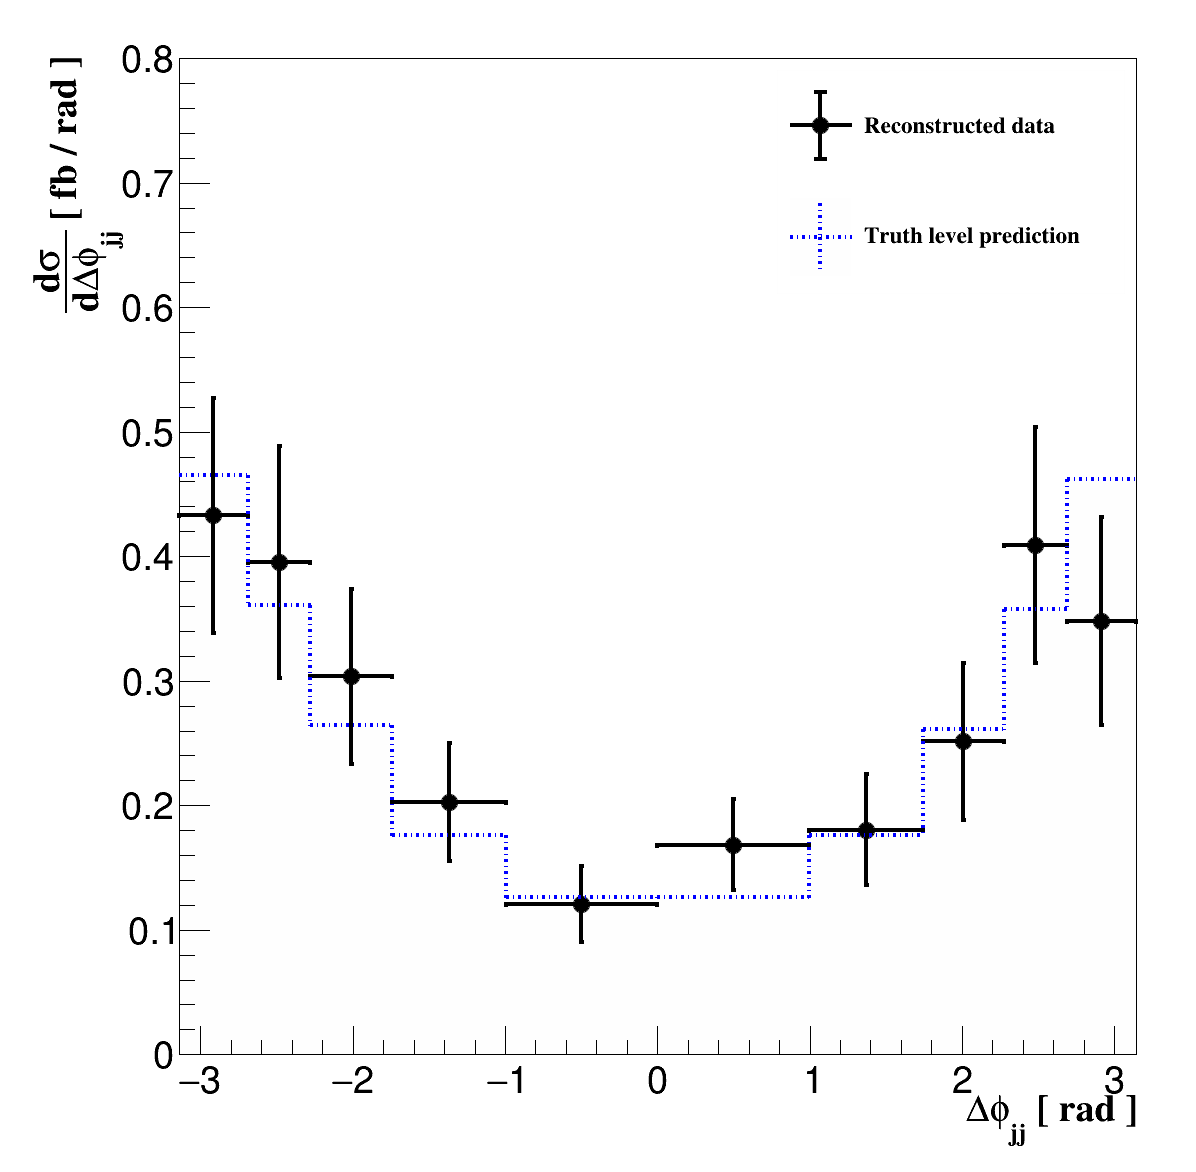 0.8
0.7
0.6
0.5
0.4
0.3
0.2
0.1
0
dσ
dΔϕjj
[ fb / rad ]
Reconstructed data
Truth level prediction
−3 −2 −1 0 1 2 3
Δϕjj [ rad ]